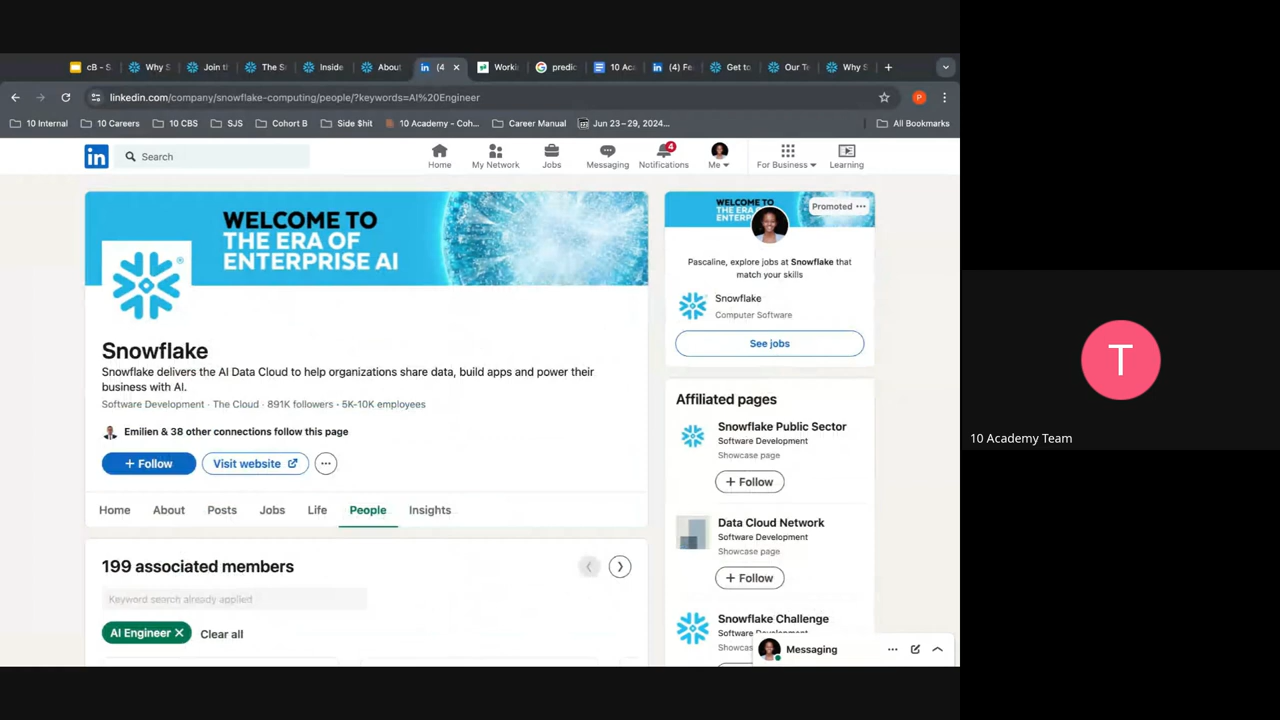 cB - S
Why S
Join t
The S
Inside
About
(4
Worki
predic
10 Aca
(4) Fe
Get to
Our Te
Why S
linkedin.com/company/snowflake-computing/people/?keywords=AI%20Engineer
10 Internal
10 Careers
10 CBS
SJS
Cohort B
Side $hit
10 Academy - Coh...
Career Manual
Jun 23 – 29, 2024...
All Bookmarks
P
in
Search
Home
My Network
Jobs
Messaging
4
Notifications
Me
For Business
Learning
WELCOME TO
THE ERA OF
ENTERPRISE AI
Snowflake
Snowflake delivers the AI Data Cloud to help organizations share data, build apps and power their
business with AI.
Software Development · The Cloud · 891K followers · 5K-10K employees
Emilien & 38 other connections follow this page
+ Follow
Visit website
Home
About
Posts
Jobs
Life
People
Insights
199 associated members
Keyword search already applied
AI Engineer
Clear all
Promoted
Pascaline, explore jobs at Snowflake that
match your skills
Snowflake
Computer Software
See jobs
Affiliated pages
Snowflake Public Sector
Software Development
Showcase page
+ Follow
Data Cloud Network
Software Development
Showcase page
+ Follow
Snowflake Challenge
Messaging
T
10 Academy Team